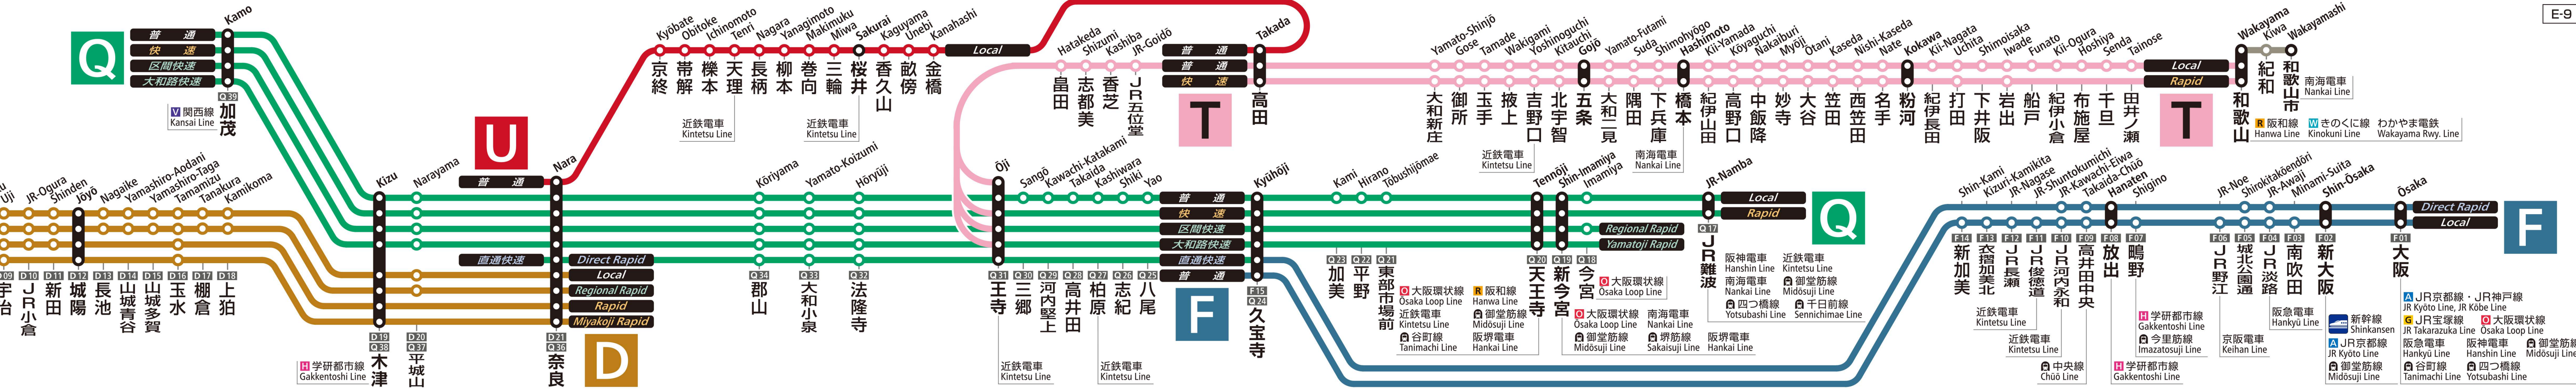 E-9
Q
普通
快速
区間快速
大和路快速
Kamo
Q39
加茂
V 関西線
Kansai Line
Kyōbate
Obitoke
Ichinomoto
Tenri
Nagara
Yanagimoto
Makimuku
Miwa
Sakurai
Kaguyama
Unebi
Kanahashi
Local
京終
帯解
櫟本
天理
長柄
柳本
巻向
三輪
桜井
香久山
畝傍
金橋
近鉄電車
Kintetsu Line
近鉄電車
Kintetsu Line
U
普通
Hatakeda
Shizumi
Kashiba
JR-Goidō
Takada
畠田
志都美
香芝
JR五位堂
普通
普通
快速
T
高田
Yamato-Shinjō
Gose
Tamade
Wakigami
Yoshinoguchi
Kitauchi
Gojō
Yamato-Futami
Suda
Shimohyōgo
Hashimoto
Kii-Yamada
Kōyaguchi
Nakaiburi
Myōji
Ōtani
Kaseda
Nishi-Kaseda
Nate
Kokawa
Kii-Nagata
Uchita
Shimoisaka
Iwade
Funato
Kii-Ogura
Hoshiya
Senda
Tainose
Wakayama
Kiwa
Wakayamashi
大和新庄
御所
玉手
掖上
吉野口
北宇智
五条
大和二見
隅田
下兵庫
橋本
紀伊山田
高野口
中飯降
妙寺
大谷
笠田
西笠田
名手
粉河
紀伊長田
打田
下井阪
岩出
船戸
紀伊小倉
布施屋
千旦
田井ノ瀬
Local
Rapid
T
和歌山
紀和
和歌山市
南海電車
Nankai Line
近鉄電車
Kintetsu Line
南海電車
Nankai Line
R 阪和線
Hanwa Line
W きのくに線
Kinokuni Line
わかやま電鉄
Wakayama Rwy. Line
Uji
JR-Ogura
Shinden
Jōyō
Nagaike
Yamashiro-Aodani
Yamashiro-Taga
Tamamizu
Tanakura
Kamikoma
Kizu
Narayama
Nara
D09
宇治
D10
JR小倉
D11
新田
D12
城陽
D13
長池
D14
山城青谷
D15
山城多賀
D16
玉水
D17
棚倉
D18
上狛
D19
Q38
木津
D20
Q37
平城山
D21
Q36
奈良
H 学研都市線
Gakkentoshi Line
直通快速
Direct Rapid
Local
Regional Rapid
Rapid
Miyakoji Rapid
D
Kōriyama
Yamato-Koizumi
Hōryūji
Ōji
Sangō
Kawachi-Katakami
Takaida
Kashiwara
Shiki
Yao
Kyūhōji
Q34
郡山
Q33
大和小泉
Q32
法隆寺
Q31
王寺
Q30
三郷
Q29
河内堅上
Q28
高井田
Q27
柏原
Q26
志紀
Q25
八尾
F15
Q24
久宝寺
近鉄電車
Kintetsu Line
近鉄電車
Kintetsu Line
普通
快速
区間快速
大和路快速
直通快速
普通
F
Kami
Hirano
Tōbushijōmae
Tennōji
Shin-Imamiya
Imamiya
JR-Namba
Q23
加美
Q22
平野
Q21
東部市場前
Q20
天王寺
Q19
新今宮
Q18
今宮
Q17
JR難波
Local
Rapid
Regional Rapid
Yamatoji Rapid
Q
O 大阪環状線
Ōsaka Loop Line
R 阪和線
Hanwa Line
近鉄電車
Kintetsu Line
御堂筋線
Midōsuji Line
谷町線
Tanimachi Line
阪堺電車
Hankai Line
O 大阪環状線
Ōsaka Loop Line
南海電車
Nankai Line
御堂筋線
Midōsuji Line
堺筋線
Sakaisuji Line
阪堺電車
Hankai Line
O 大阪環状線
Ōsaka Loop Line
阪神電車
Hanshin Line
近鉄電車
Kintetsu Line
南海電車
Nankai Line
御堂筋線
Midōsuji Line
四つ橋線
Yotsubashi Line
千日前線
Sennichimae Line
Shin-Kami
Kizuri-Kamikita
JR-Nagase
JR-Shuntokumichi
JR-Kawachi-Eiwa
Takaida-Chūō
Hanaten
Shigino
JR-Noe
Shirokitakōendōri
JR-Awaji
Minami-Suita
Shin-Ōsaka
Ōsaka
Direct Rapid
Local
F
F14
新加美
F13
衣摺加美北
F12
JR長瀬
F11
JR俊徳道
F10
JR河内永和
F09
高井田中央
F08
放出
F07
鴫野
F06
JR野江
F05
城北公園通
F04
JR淡路
F03
南吹田
F02
新大阪
F01
大阪
近鉄電車
Kintetsu Line
近鉄電車
Kintetsu Line
中央線
Chūō Line
H 学研都市線
Gakkentoshi Line
H 学研都市線
Gakkentoshi Line
今里筋線
Imazatosuji Line
京阪電車
Keihan Line
阪急電車
Hankyū Line
新幹線
Shinkansen
A JR京都線
JR Kyōto Line
御堂筋線
Midōsuji Line
A JR京都線・JR神戸線
JR Kyōto Line, JR Kōbe Line
G JR宝塚線
JR Takarazuka Line
O 大阪環状線
Ōsaka Loop Line
阪急電車
Hankyū Line
阪神電車
Hanshin Line
御堂筋線
Midōsuji Line
谷町線
Tanimachi Line
四つ橋線
Yotsubashi Line